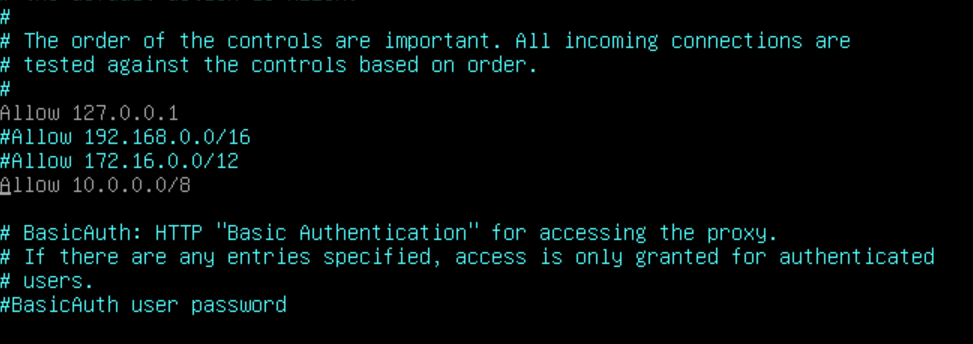 #
# The order of the controls are important. All incoming connections are
# tested against the controls based on order.
#
Allow 127.0.0.1
#Allow 192.168.0.0/16
#Allow 172.16.0.0/12
Allow 10.0.0.0/8
# BasicAuth: HTTP "Basic Authentication" for accessing the proxy.
# If there are any entries specified, access is only granted for authenticated
# users.
#BasicAuth user password